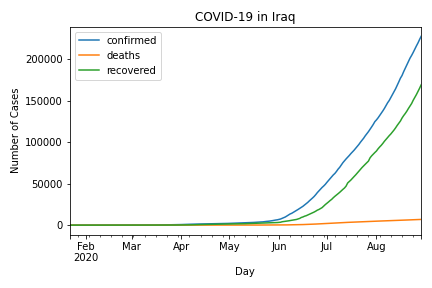 COVID-19 in Iraq
confirmed
deaths
recovered
Number of Cases
200000
150000
100000
50000
0
Feb Mar Apr May Jun Jul Aug
2020
Day